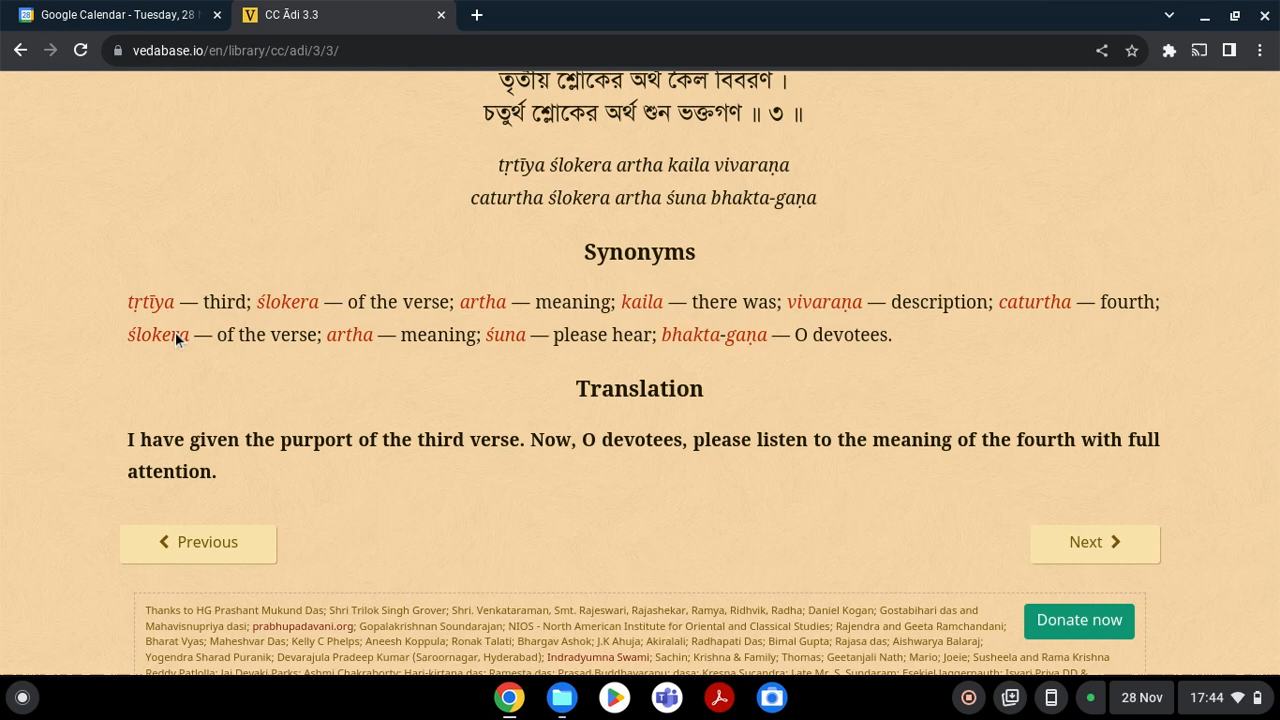 Google Calendar - Tuesday, 28
CC Ādi 3.3
vedabase.io/en/library/cc/adi/3/3/
তৃতীয় শ্লোকের অর্থ কৈল বিবরণ ।
চতুর্থ শ্লোকের অর্থ শুন ভক্তগণ ॥ ৩ ॥
tṛtīya ślokera artha kaila vivaraṇa
caturtha ślokera artha śuna bhakta-gaṇa
Synonyms
tṛtīya — third; ślokera — of the verse; artha — meaning; kaila — there was; vivaraṇa — description; caturtha — fourth;
ślokera — of the verse; artha — meaning; śuna — please hear; bhakta-gaṇa — O devotees.
Translation
I have given the purport of the third verse. Now, O devotees, please listen to the meaning of the fourth with full
attention.
Previous
Next
Thanks to HG Prashant Mukund Das; Shri Trilok Singh Grover; Shri. Venkataraman, Smt. Rajeswari, Rajashekar, Ramya, Ridhvik, Radha; Daniel Kogan; Gostabihari das and
Mahavisnupriya dasi; prabhupadavani.org; Gopalakrishnan Soundarajan; NIOS - North American Institute for Oriental and Classical Studies; Rajendra and Geeta Ramchandani;
Bharat Vyas; Maheshvar Das; Kelly C Phelps; Aneesh Koppula; Ronak Talati; Bhargav Ashok; J.K Ahuja; Akiralali; Radhapati Das; Bimal Gupta; Rajasa das; Aishwarya Balaraj;
Yogendra Sharad Puranik; Devarajula Pradeep Kumar (Saroornagar, Hyderabad); Indradyumna Swami; Sachin; Krishna & Family; Thomas; Geetanjali Nath; Mario; Joeie; Susheela and Rama Krishna
Donate now
28 Nov
17:44